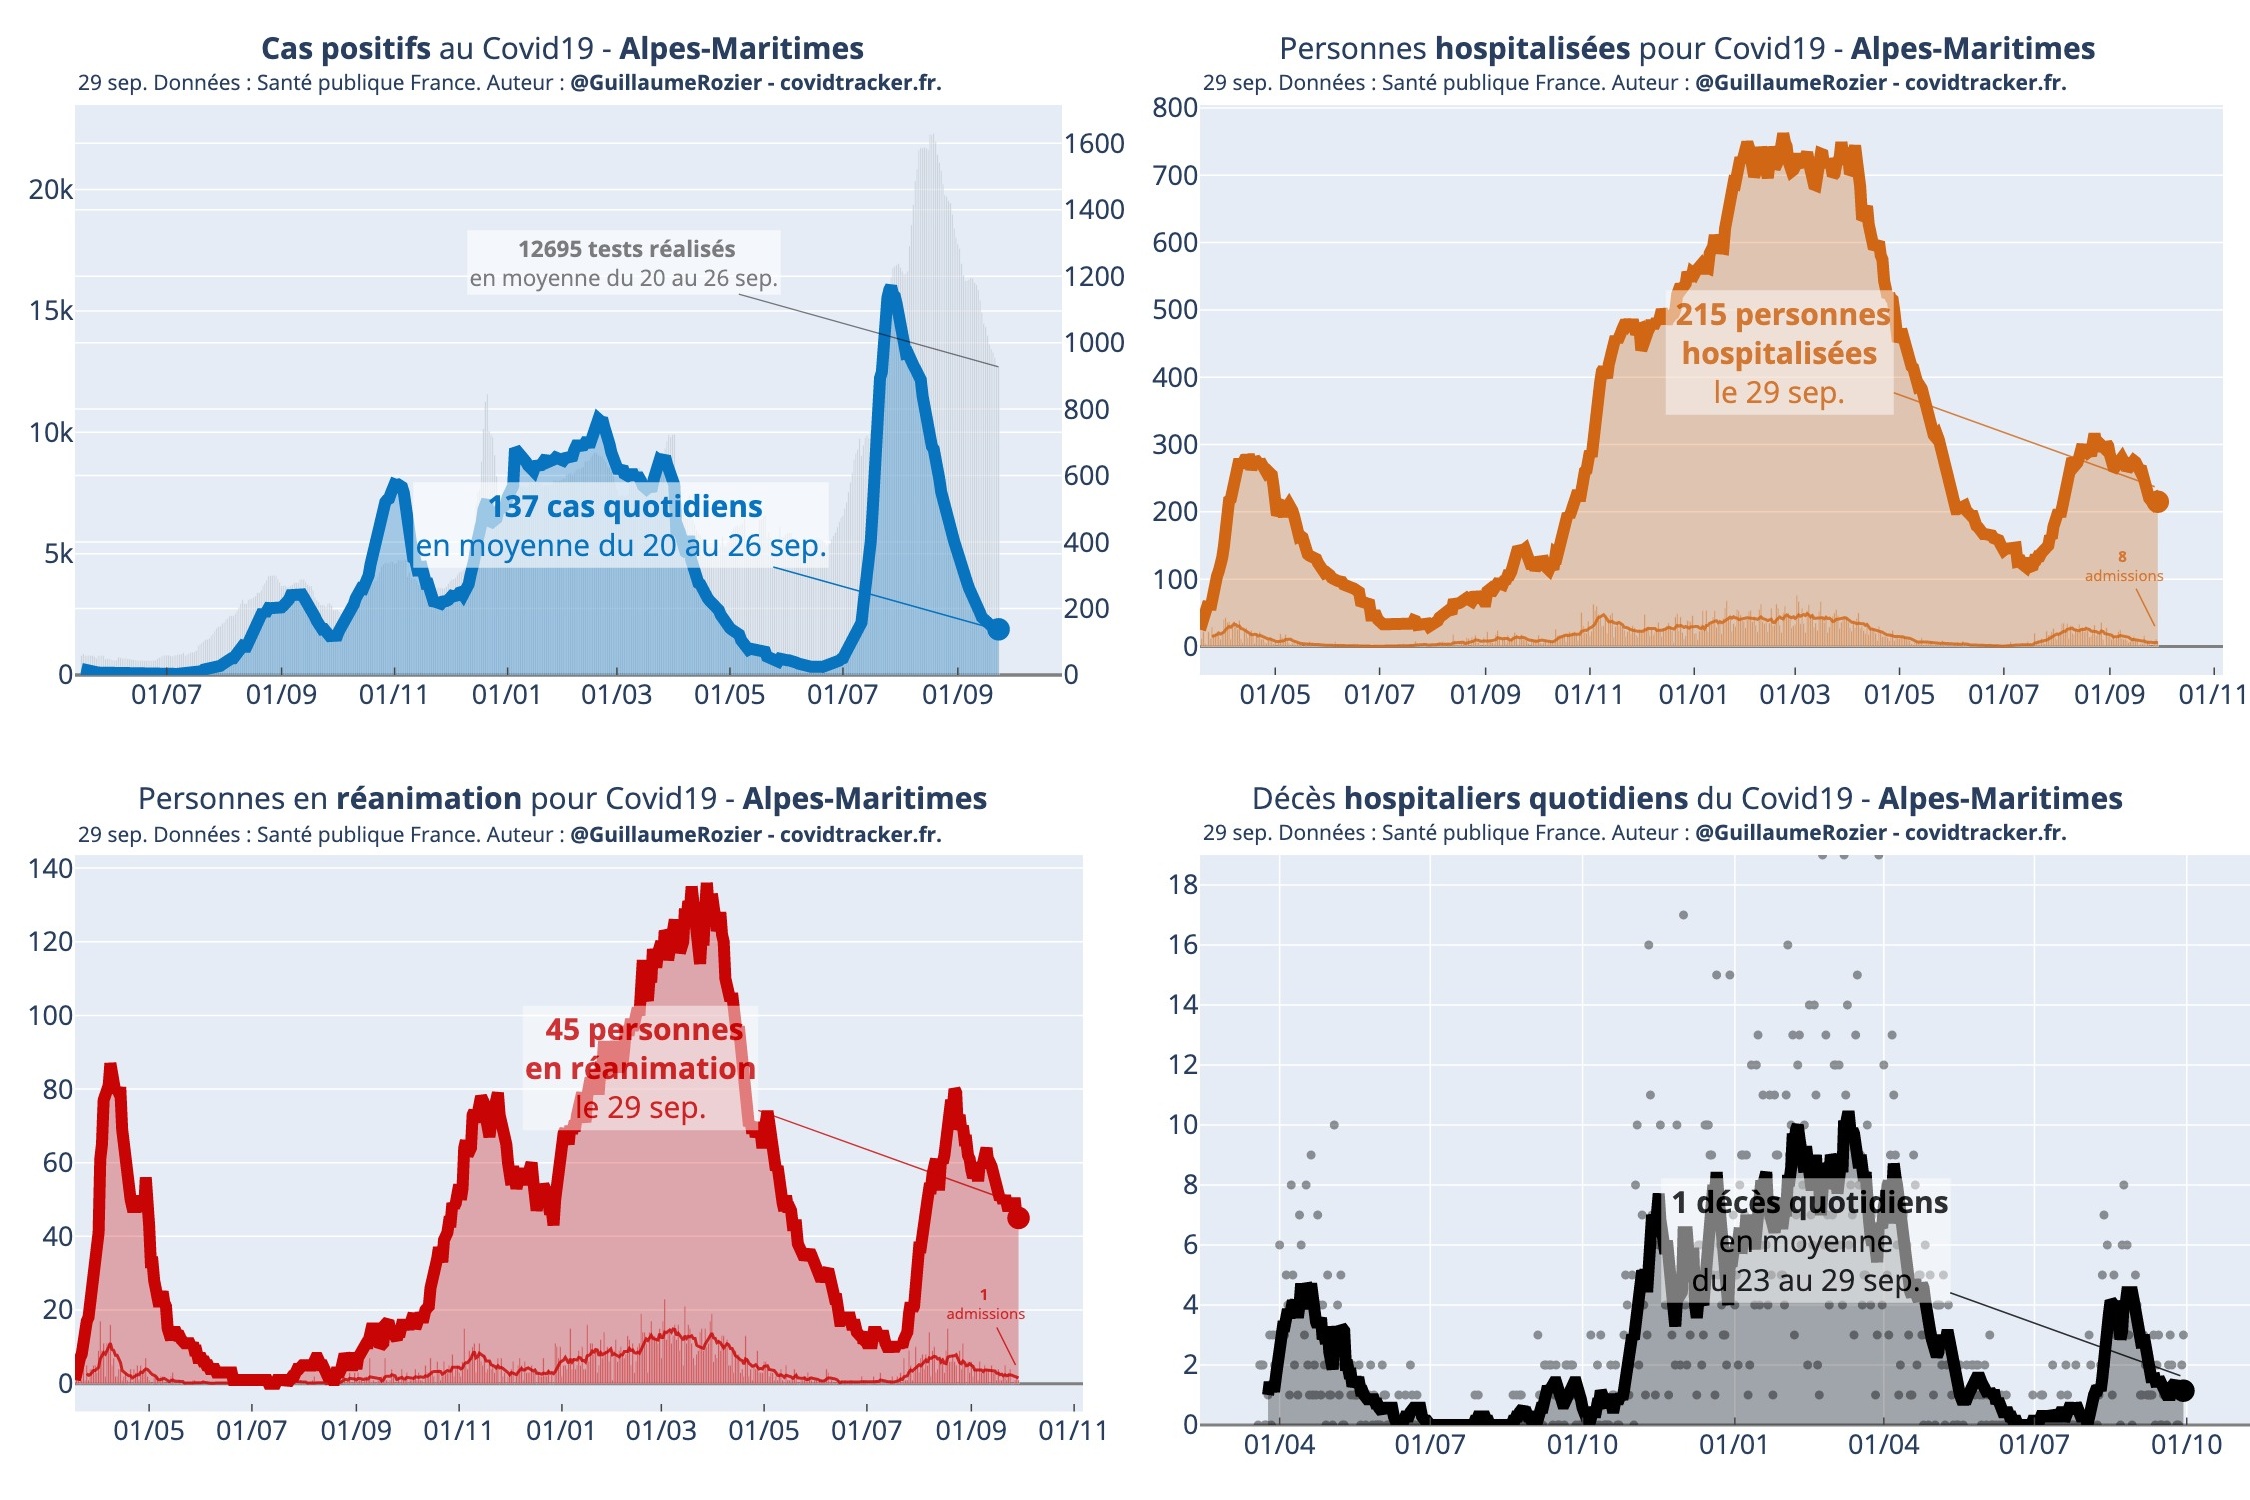 Cas positifs au Covid19 - Alpes-Maritimes
29 sep. Données : Santé publique France. Auteur : @GuillaumeRozier - covidtracker.fr.
20k
15k
10k
5k
0
1600
1400
1200
1000
800
600
400
200
0
12695 tests réalisés
en moyenne du 20 au 26 sep.
137 cas quotidiens
en moyenne du 20 au 26 sep.
01/07 01/09 01/11 01/01 01/03 01/05 01/07 01/09
Personnes hospitalisées pour Covid19 - Alpes-Maritimes
29 sep. Données : Santé publique France. Auteur : @GuillaumeRozier - covidtracker.fr.
800
700
600
500
400
300
200
100
0
215 personnes
hospitalisées
le 29 sep.
8
admissions
01/05 01/07 01/09 01/11 01/01 01/03 01/05 01/07 01/09 01/11
Personnes en réanimation pour Covid19 - Alpes-Maritimes
29 sep. Données : Santé publique France. Auteur : @GuillaumeRozier - covidtracker.fr.
140
120
100
80
60
40
20
0
45 personnes
en réanimation
le 29 sep.
1
admissions
01/05 01/07 01/09 01/11 01/01 01/03 01/05 01/07 01/09 01/11
Décès hospitaliers quotidiens du Covid19 - Alpes-Maritimes
29 sep. Données : Santé publique France. Auteur : @GuillaumeRozier - covidtracker.fr.
18
16
14
12
10
8
6
4
2
0
1 décès quotidiens
en moyenne
du 23 au 29 sep.
01/04 01/07 01/10 01/01 01/04 01/07 01/10